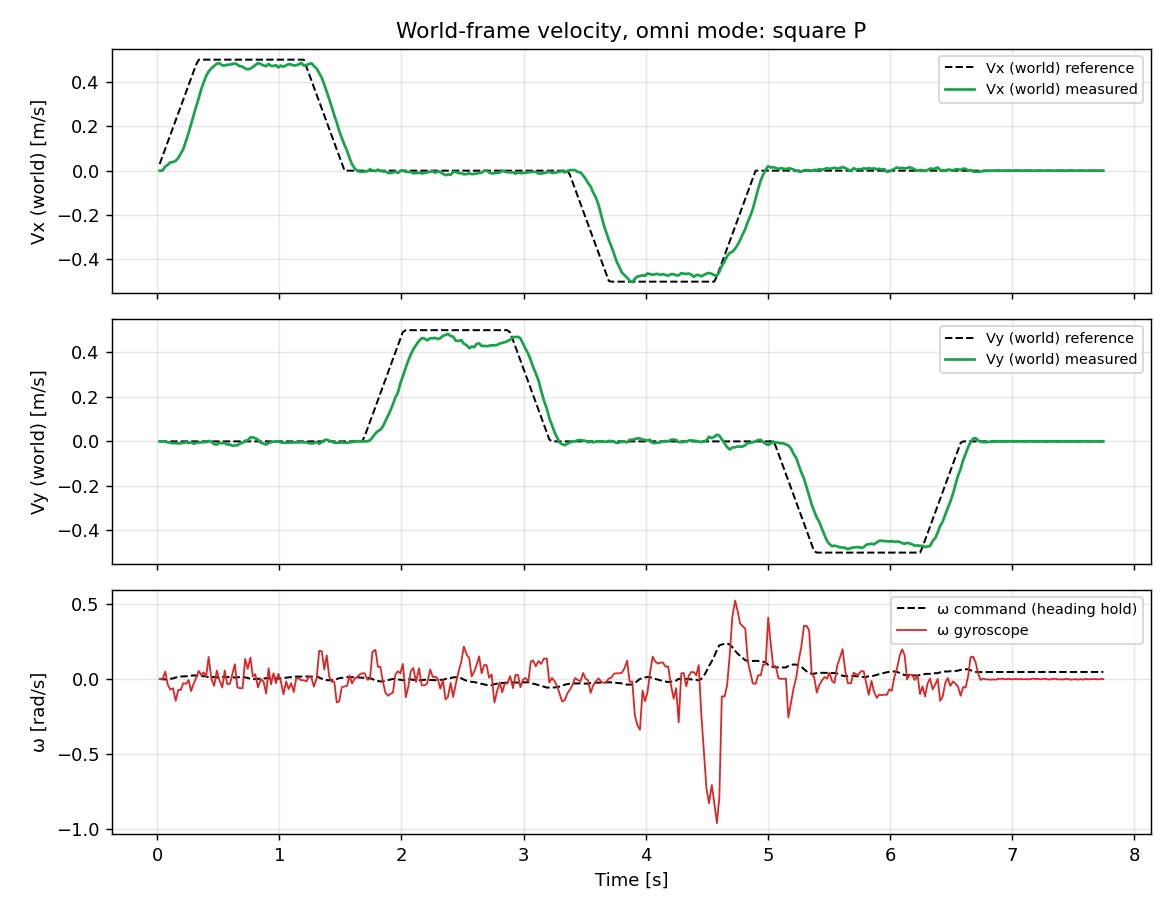 World-frame velocity, omni mode: square P
Vx (world) [m/s]
0.4
0.2
0.0
−0.2
−0.4
Vx (world) reference
Vx (world) measured
Vy (world) [m/s]
0.4
0.2
0.0
−0.2
−0.4
Vy (world) reference
Vy (world) measured
ω [rad/s]
0.5
0.0
−0.5
−1.0
ω command (heading hold)
ω gyroscope
0 1 2 3 4 5 6 7 8
Time [s]